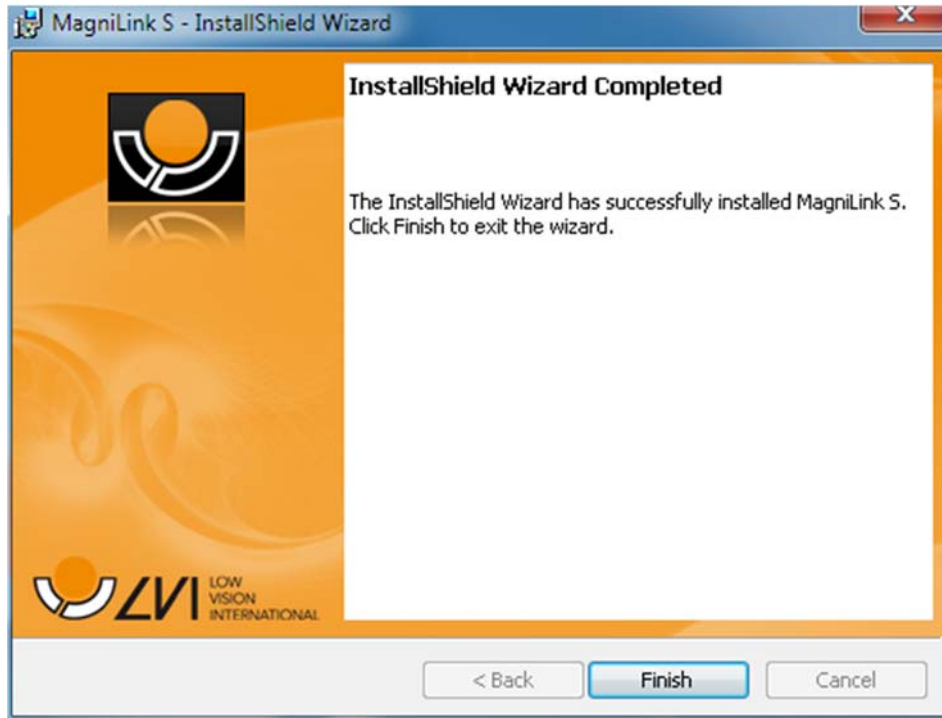 MagniLink S - InstallShield Wizard
InstallShield Wizard Completed
The InstallShield Wizard has successfully installed MagniLink S.
Click Finish to exit the wizard.
LVI
LOW
VISION
INTERNATIONAL
< Back
Finish
Cancel